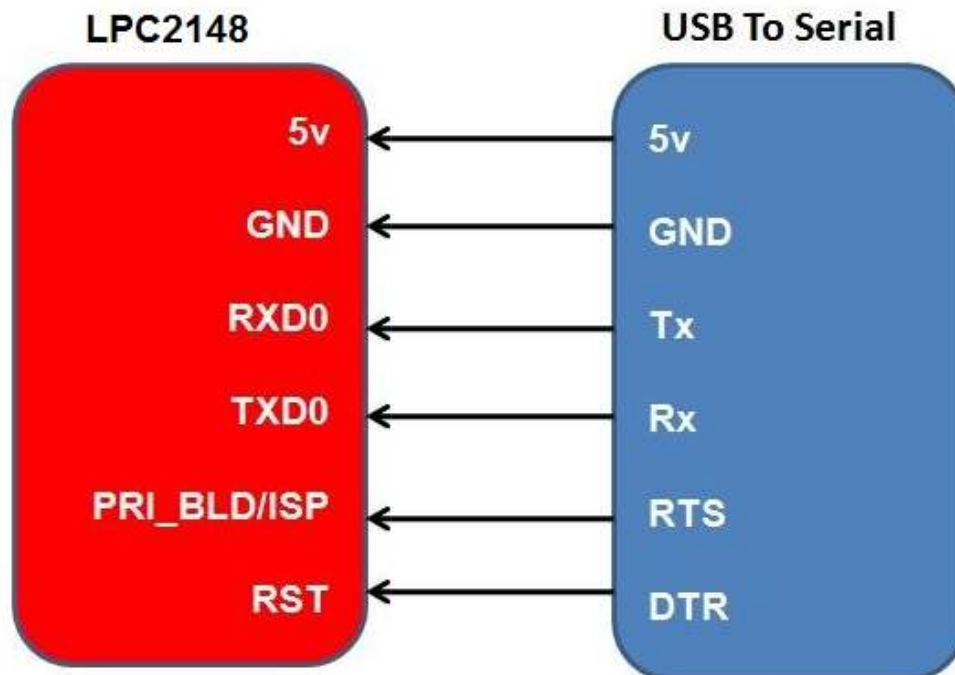 LPC2148
USB To Serial
5v
5v
GND
GND
RXD0
Tx
TXD0
Rx
PRI_BLD/ISP
RTS
RST
DTR